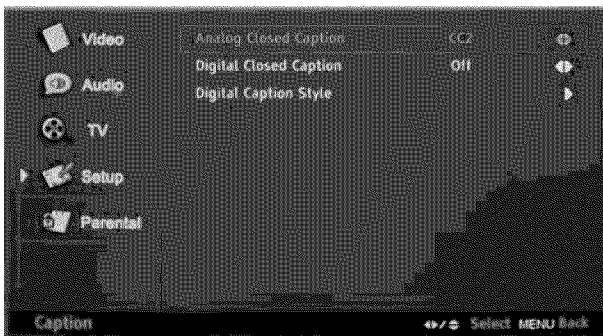 Video
Audio
TV
Setup
Parental
Analog Closed Caption CC2
Digital Closed Caption Off
Digital Caption Style
Caption Select MENU Back